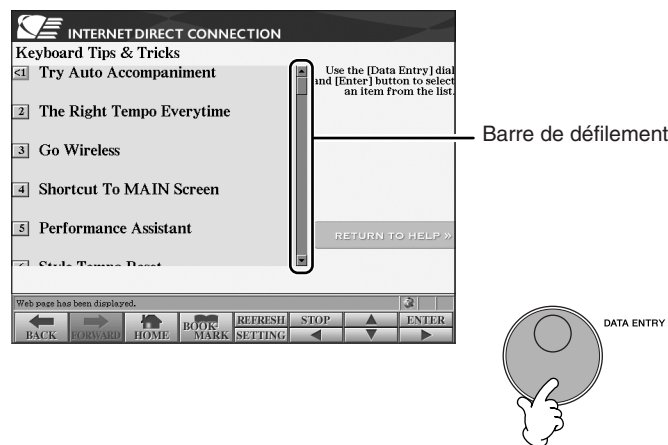 INTERNET DIRECT CONNECTION
Keyboard Tips & Tricks
<1 Try Auto Accompaniment
2 The Right Tempo Everytime
3 Go Wireless
4 Shortcut To MAIN Screen
5 Performance Assistant
Style Tempo Reset
Use the [Data Entry] dial
and [Enter] button to select
an item from the list.
RETURN TO HELP »
Barre de défilement
Web page has been displayed.
BACK FORWARD HOME BOOK-MARK REFRESH SETTING STOP ENTER
DATA ENTRY